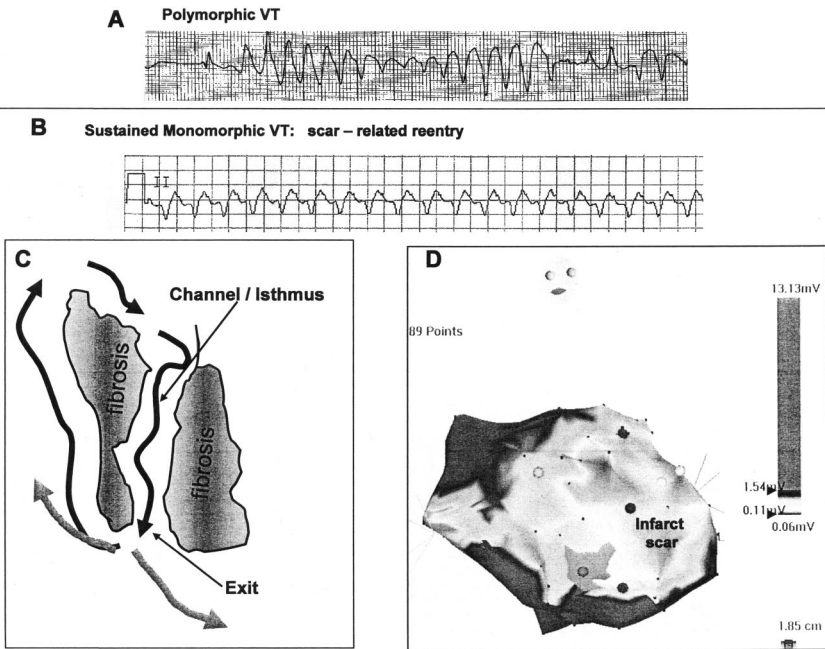 A
Polymorphic VT
B
Sustained Monomorphic VT: scar – related reentry
II
C
Channel / Isthmus
fibrosis
fibrosis
Exit
D
89 Points
13.13mV
1.54mV
0.11mV
0.06mV
Infarct
scar
1.85 cm